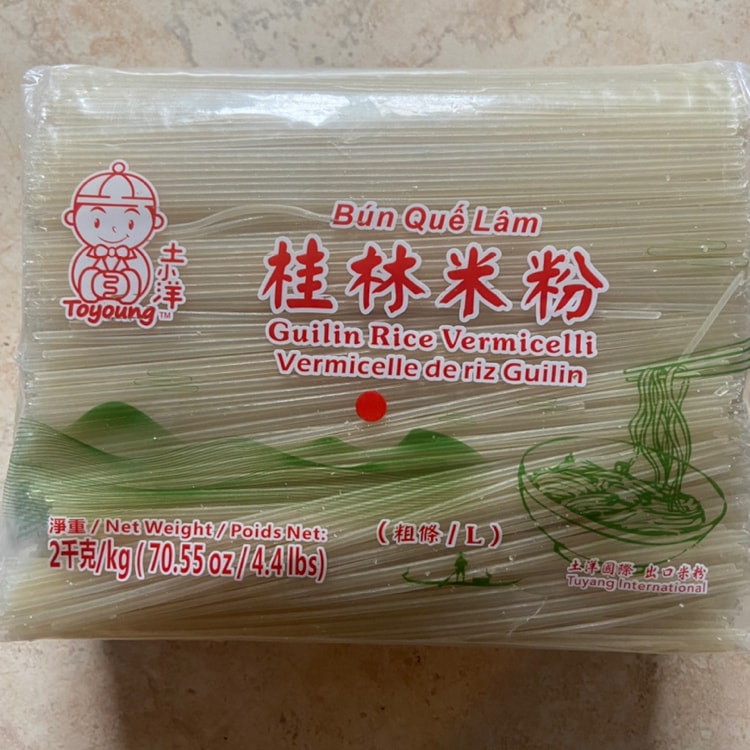 土小洋
Toyoung™
Bún Quế Lâm
桂林米粉
Guilin Rice Vermicelli
Vermicelle de riz Guilin
淨重 / Net Weight / Poids Net:
2千克/kg (70.55 oz / 4.4 lbs)
(粗條 / L)
土洋國際 出口米粉
Tuyang International